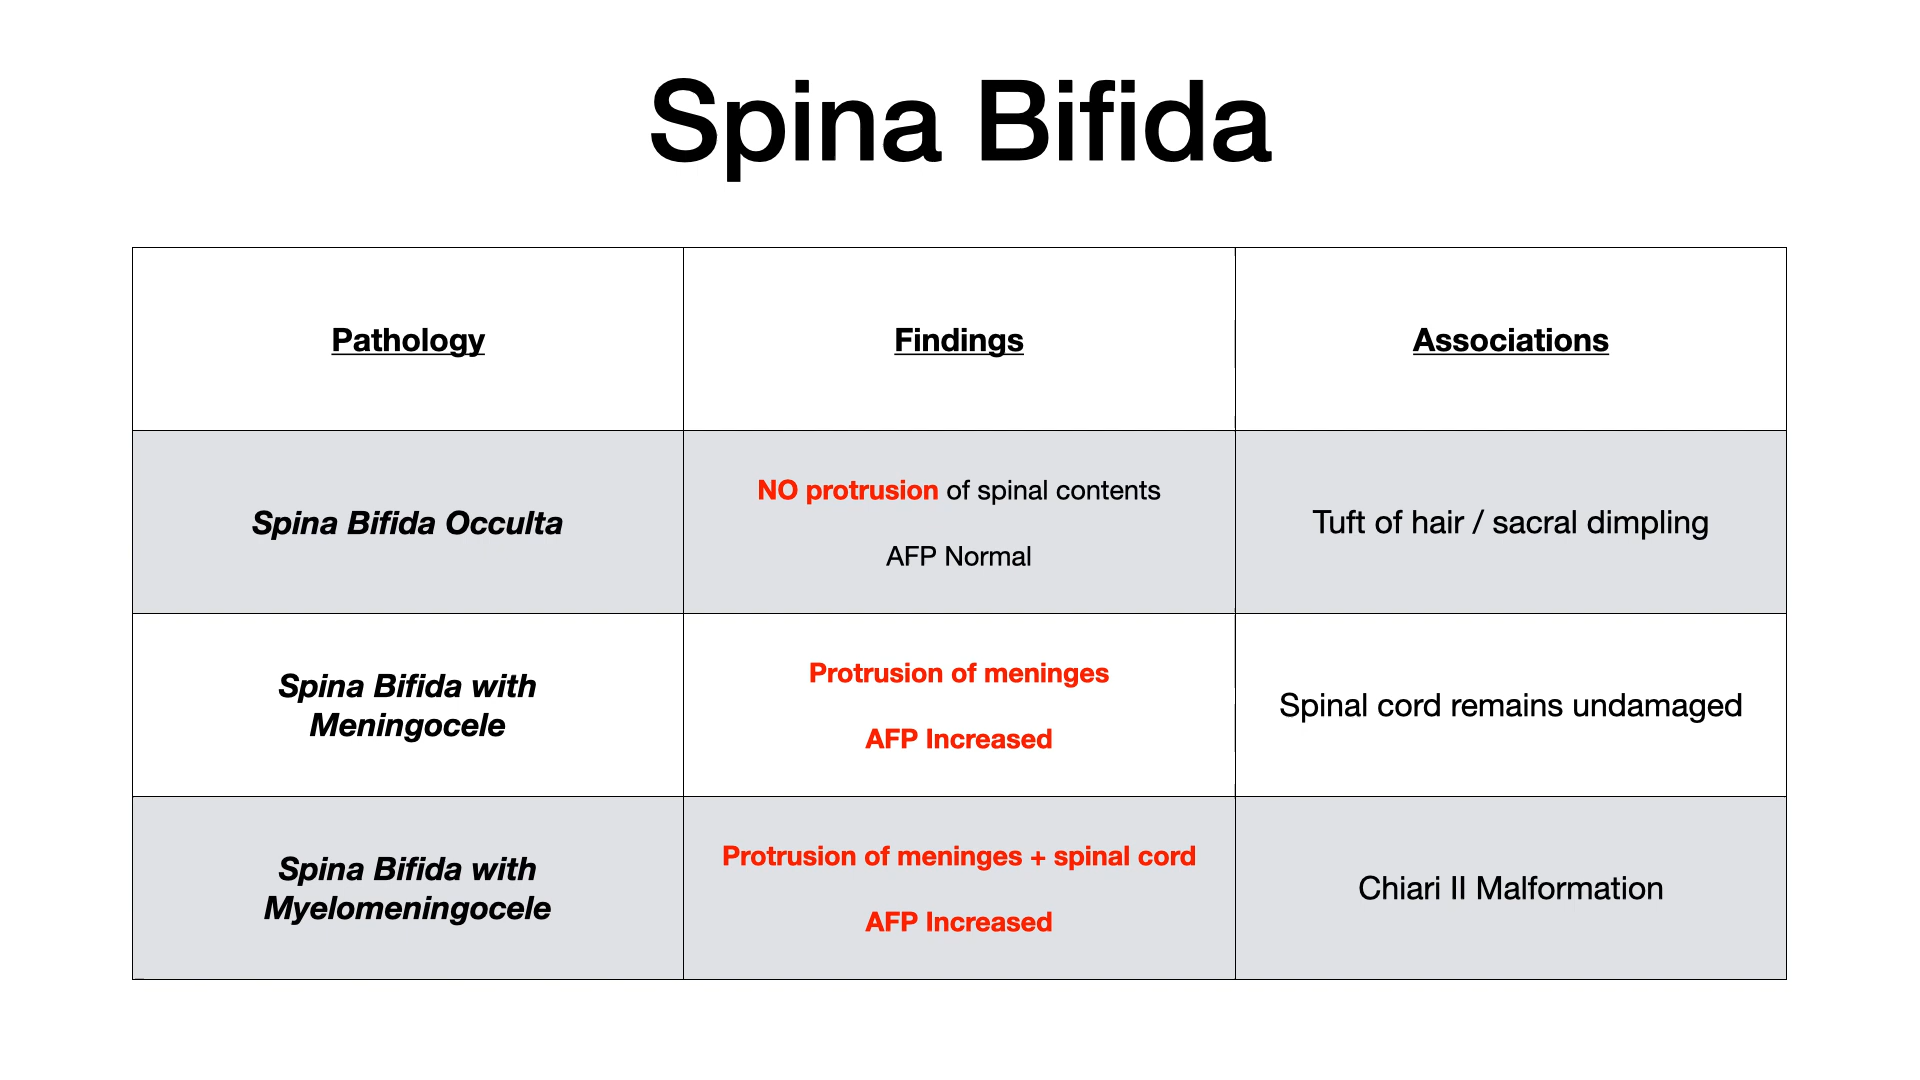 Spina Bifida
Pathology
Findings
Associations
Spina Bifida Occulta
NO protrusion of spinal contents
AFP Normal
Tuft of hair / sacral dimpling
Spina Bifida with
Meningocele
Protrusion of meninges
AFP Increased
Spinal cord remains undamaged
Spina Bifida with
Myelomeningocele
Protrusion of meninges + spinal cord
AFP Increased
Chiari II Malformation